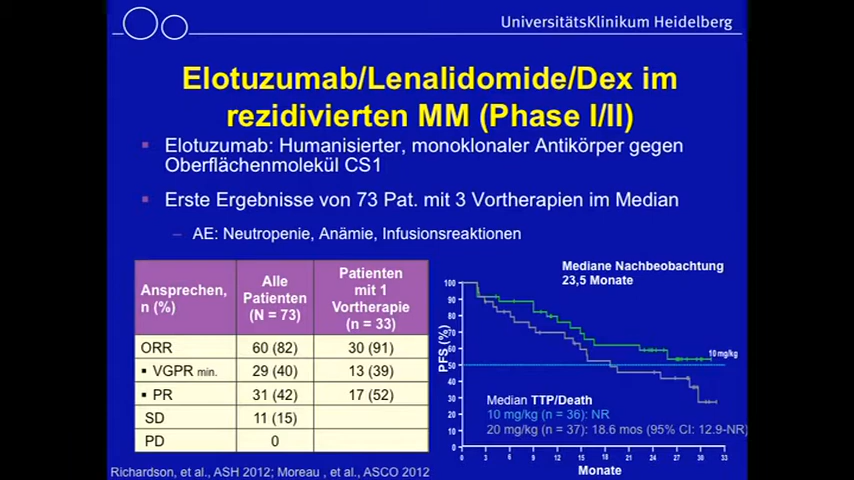 UniversitätsKlinikum Heidelberg
Elotuzumab/Lenalidomide/Dex im
rezidivierten MM (Phase I/II)
Elotuzumab: Humanisierter, monoklonaler Antikörper gegen
Oberflächenmolekül CS1
Erste Ergebnisse von 73 Pat. mit 3 Vortherapien im Median
– AE: Neutropenie, Anämie, Infusionsreaktionen
Ansprechen, n (%) Alle Patienten (N = 73) Patienten mit 1 Vortherapie (n = 33)
ORR 60 (82) 30 (91)
VGPR min. 29 (40) 13 (39)
PR 31 (42) 17 (52)
SD 11 (15)
PD 0
Mediane Nachbeobachtung
23,5 Monate
PFS (%)
100
90
80
70
60
50
40
30
20
10
0
10 mg/kg
Median TTP/Death
10 mg/kg (n = 36): NR
20 mg/kg (n = 37): 18.6 mos (95% CI: 12.9-NR)
0 3 6 9 12 15 18 21 24 27 30 33
Monate
Richardson, et al., ASH 2012; Moreau , et al., ASCO 2012